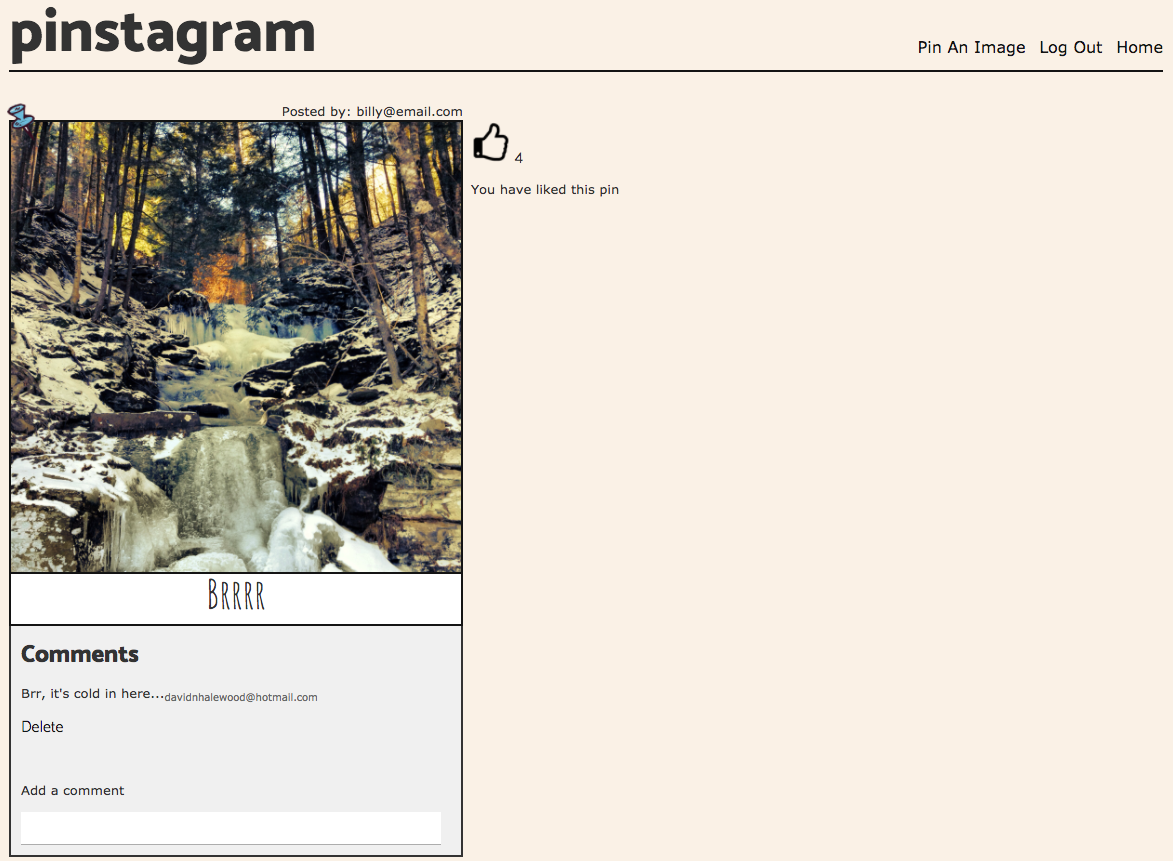 pinstagram
Pin An Image Log Out Home
Posted by: billy@email.com
4
You have liked this pin
Brrrr
Comments
Brr, it's cold in here...davidnhalewood@hotmail.com
Delete
Add a comment